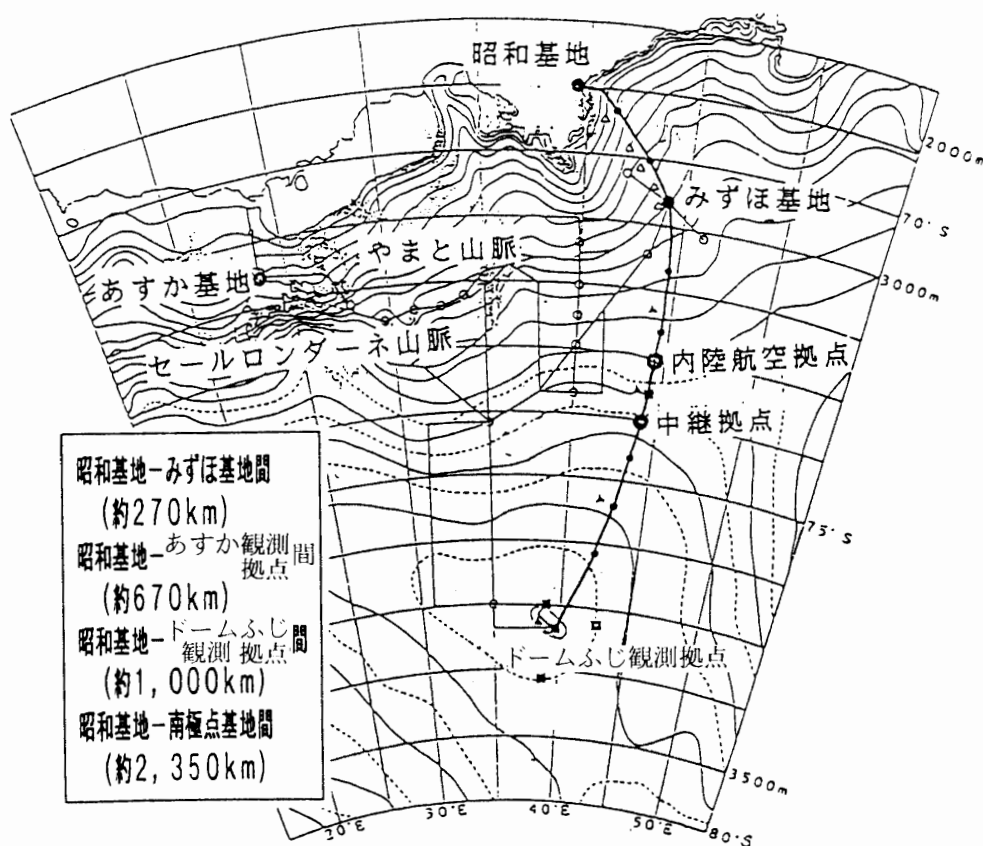 昭和基地
2000m
みずほ基地
70°S
やまと山脈
3000m
あすか基地
セールロンダーネ山脈
内陸航空拠点
中継拠点
昭和基地－みずほ基地間
(約270km)
昭和基地－あすか観測拠点間
(約670km)
昭和基地－ドームふじ観測拠点間
(約1,000km)
昭和基地－南極点基地間
(約2,350km)
75°S
ドームふじ観測拠点
3500m
20°E
30°E
40°E
50°E
80°S